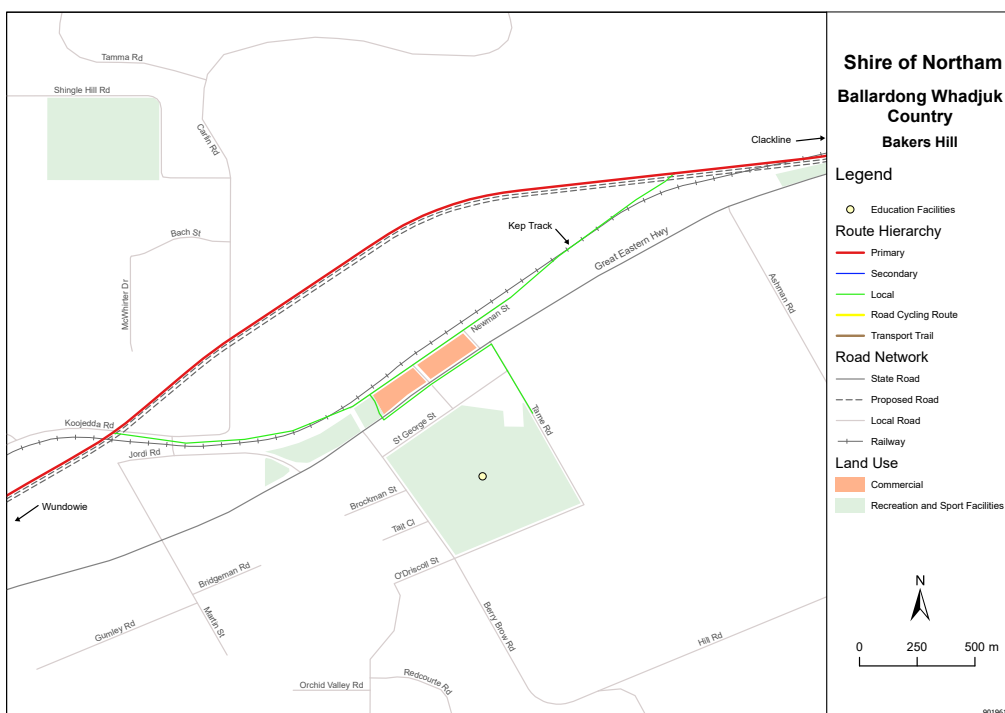 Tamma Rd
Shingle Hill Rd
Carlin Rd
Clackline
Kep Track
Bach St
Great Eastern Hwy
McWhirter Dr
Ashman Rd
Newman St
Koojedda Rd
Jordi Rd
St George St
Tame Rd
Wundowie
Brockman St
Tait Cl
O'Driscoll St
Bridgeman Rd
Martin St
Gumley Rd
Berry Brow Rd
Hill Rd
Redcourte Rd
Orchid Valley Rd
Shire of Northam
Ballardong Whadjuk
Country
Bakers Hill
Legend
Education Facilities
Route Hierarchy
Primary
Secondary
Local
Road Cycling Route
Transport Trail
Road Network
State Road
Proposed Road
Local Road
Railway
Land Use
Commercial
Recreation and Sport Facilities
N
0 250 500 m